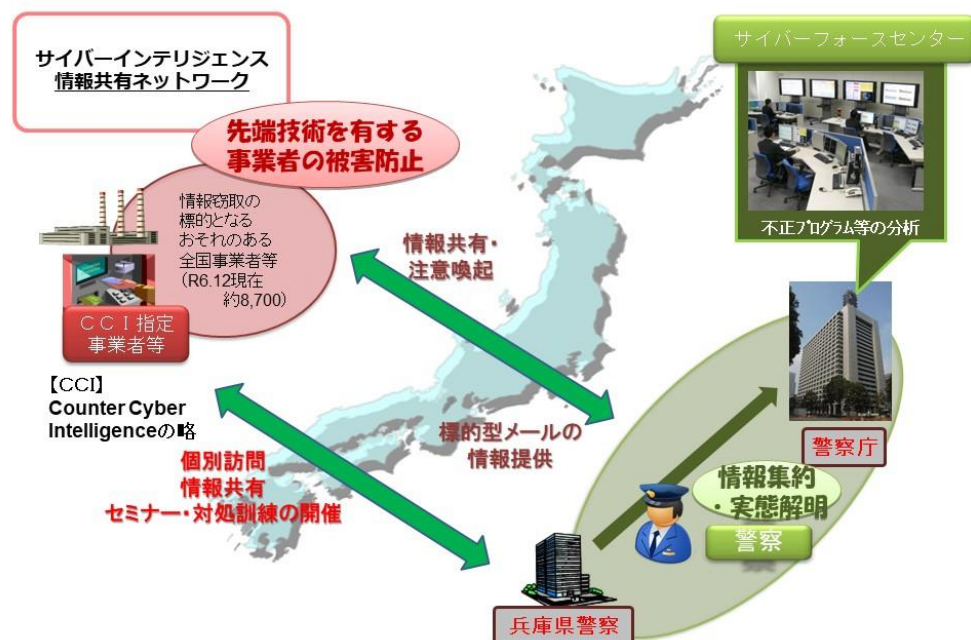 サイバーインテリジェンス
情報共有ネットワーク
サイバーフォースセンター
先端技術を有する
事業者の被害防止
情報窃取の
標的となる
おそれのある
全国事業者等
(R6.12現在
約8,700)
不正プログラム等の分析
情報共有・
注意喚起
CCI指定
事業者等
【CCI】
Counter Cyber
Intelligenceの略
標的型メールの
情報提供
警察庁
個別訪問
情報共有
セミナー・対処訓練の開催
情報集約
・実態解明
警察
兵庫県警察